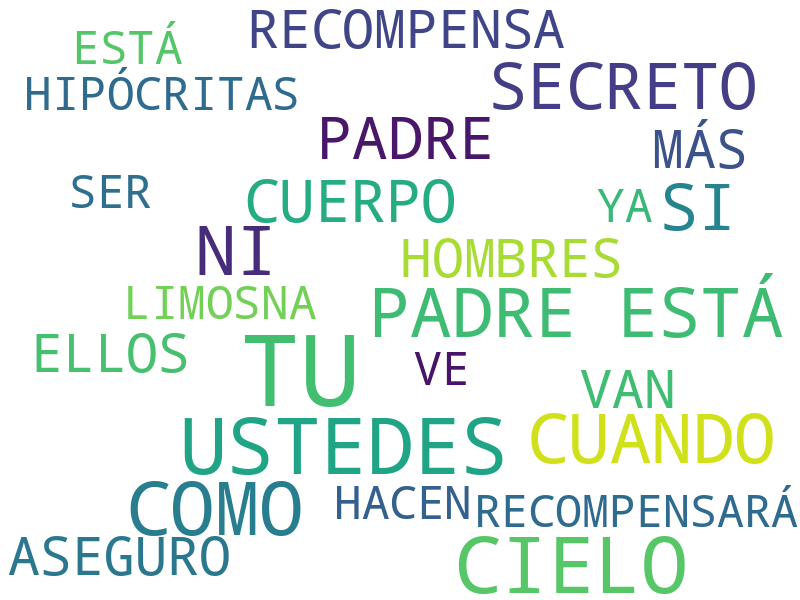 RECOMPENSA
ESTÁ
SECRETO
HIPÓCRITAS
PADRE
MÁS
SER
CUERPO
YA
SI
NI
HOMBRES
LIMOSNA
PADRE ESTÁ
ELLOS
TU
VE
VAN
USTEDES
CUANDO
COMO
HACEN
RECOMPENSARÁ
ASEGURO
CIELO